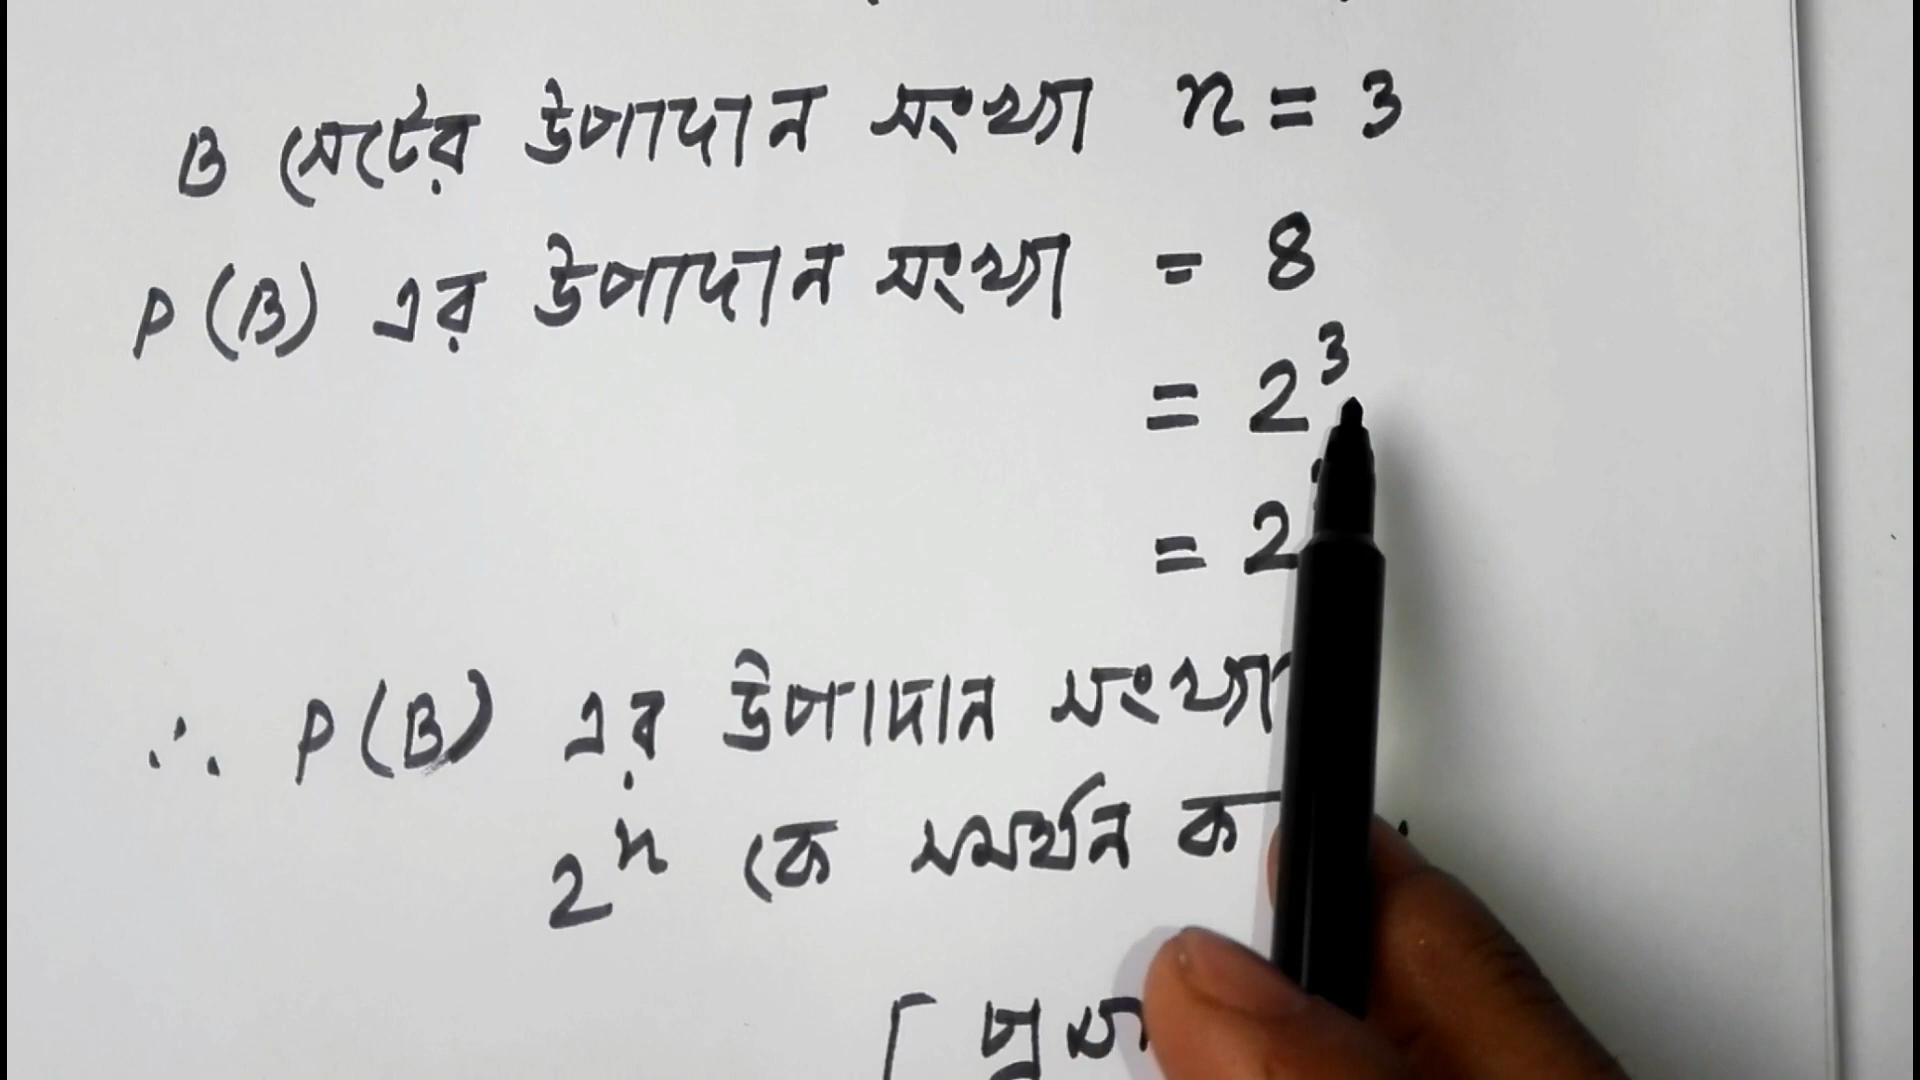 B সেটের উপাদান সংখ্যা n = 3
P(B) এর উপাদান সংখ্যা = 8
= 2³
= 2
∴ P(B) এর উপাদান সংখ্যা
2ⁿ কে সমর্থন ক